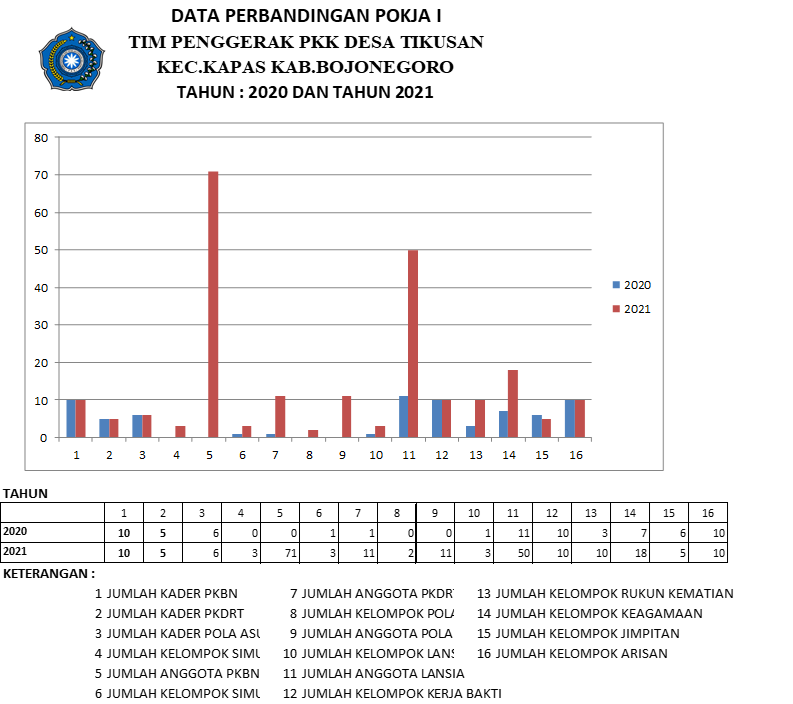 DATA PERBANDINGAN POKJA I
TIM PENGGERAK PKK DESA TIKUSAN
KEC.KAPAS KAB.BOJONEGORO
TAHUN : 2020 DAN TAHUN 2021
80
70
60
50
40
30
20
10
0
1 2 3 4 5 6 7 8 9 10 11 12 13 14 15 16
2020
2021
TAHUN
1 2 3 4 5 6 7 8 9 10 11 12 13 14 15 16
2020 10 5 6 0 0 1 1 0 0 1 11 10 3 7 6 10
2021 10 5 6 3 71 3 11 2 11 3 50 10 10 18 5 10
KETERANGAN :
1 JUMLAH KADER PKBN 7 JUMLAH ANGGOTA PKDRT 13 JUMLAH KELOMPOK RUKUN KEMATIAN
2 JUMLAH KADER PKDRT 8 JUMLAH KELOMPOK POLA 14 JUMLAH KELOMPOK KEAGAMAAN
3 JUMLAH KADER POLA ASU 9 JUMLAH ANGGOTA POLA 15 JUMLAH KELOMPOK JIMPITAN
4 JUMLAH KELOMPOK SIMU 10 JUMLAH KELOMPOK LANS 16 JUMLAH KELOMPOK ARISAN
5 JUMLAH ANGGOTA PKBN 11 JUMLAH ANGGOTA LANSIA
6 JUMLAH KELOMPOK SIMU 12 JUMLAH KELOMPOK KERJA BAKTI